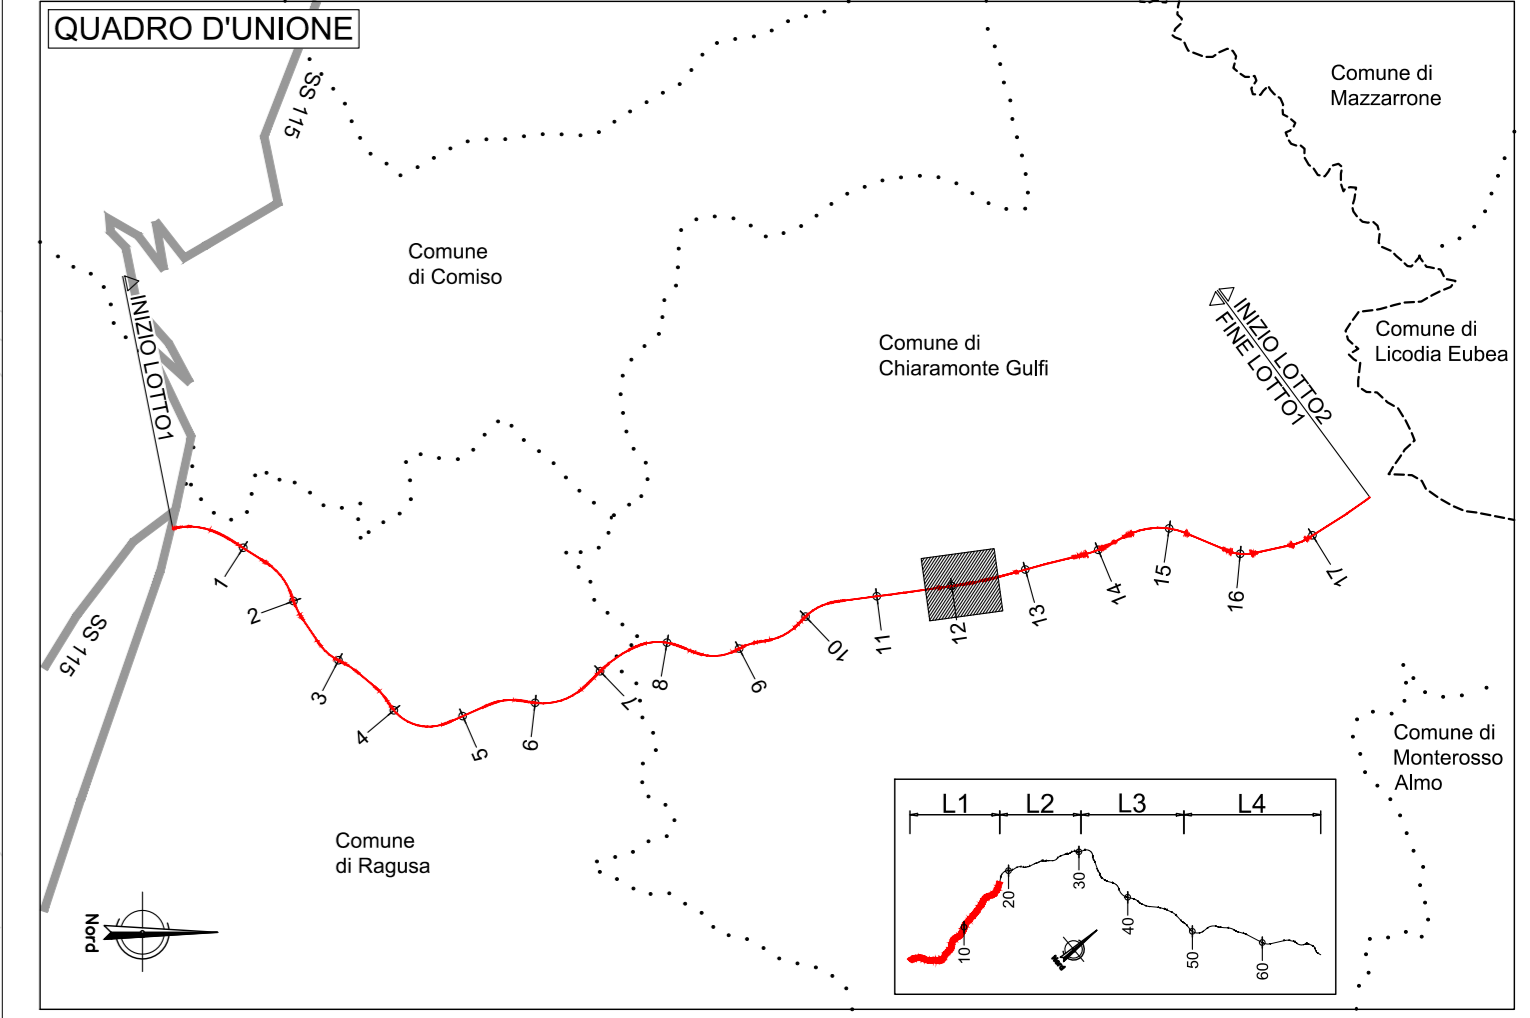 QUADRO D'UNIONE
SS 115
Comune di
Mazzarrone
Comune
di Comiso
INIZIO LOTTO1
INIZIO LOTTO2
FINE LOTTO1
Comune di
Chiaramonte Gulfi
Comune di
Licodia Eubea
1
2
3
4
5
6
7
8
9
10
11
12
13
14
15
16
17
SS 115
Comune di
Monterosso
Almo
Comune
di Ragusa
Nord
L1 L2 L3 L4
10
20
30
40
50
60
Nord